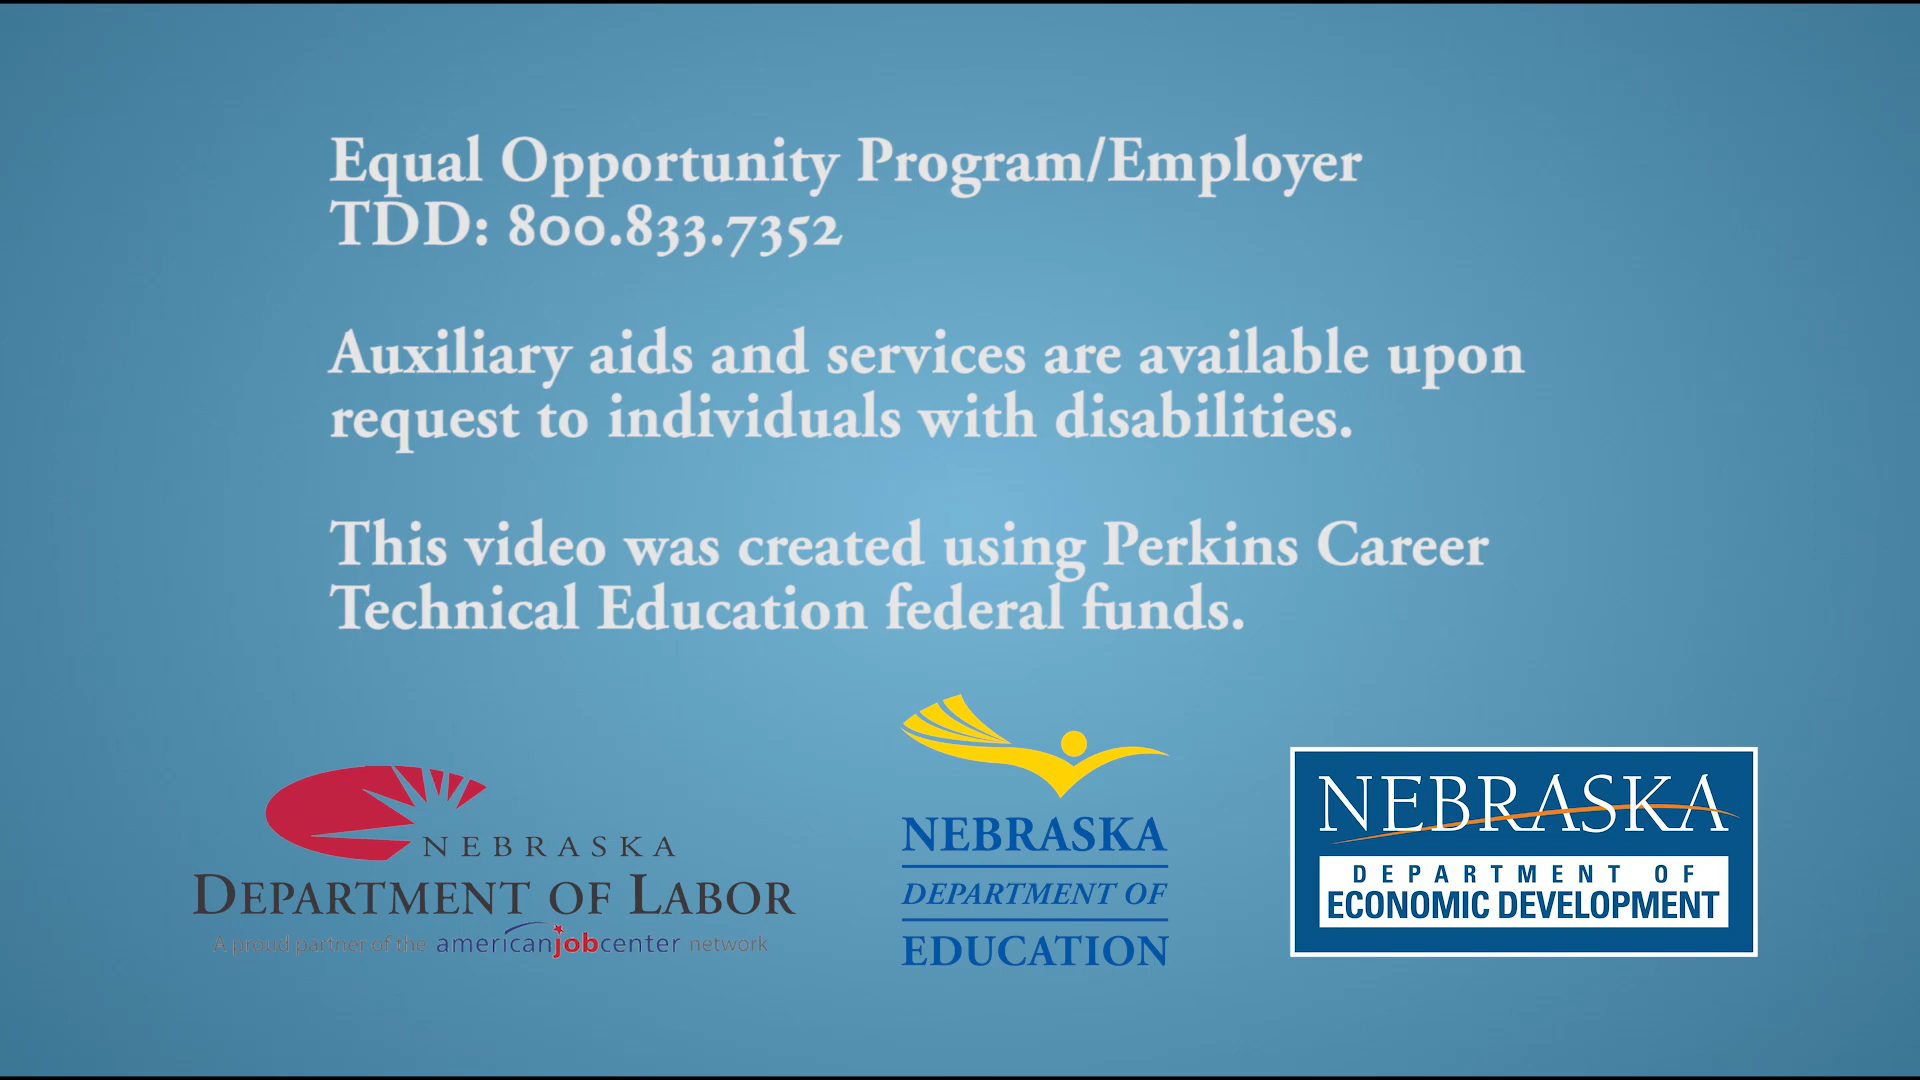 Equal Opportunity Program/Employer
TDD: 800.833.7352
Auxiliary aids and services are available upon
request to individuals with disabilities.
This video was created using Perkins Career
Technical Education federal funds.
NEBRASKA
DEPARTMENT OF LABOR
A proud partner of the americanjobcenter network
NEBRASKA
DEPARTMENT OF
EDUCATION
NEBRASKA
DEPARTMENT OF
ECONOMIC DEVELOPMENT